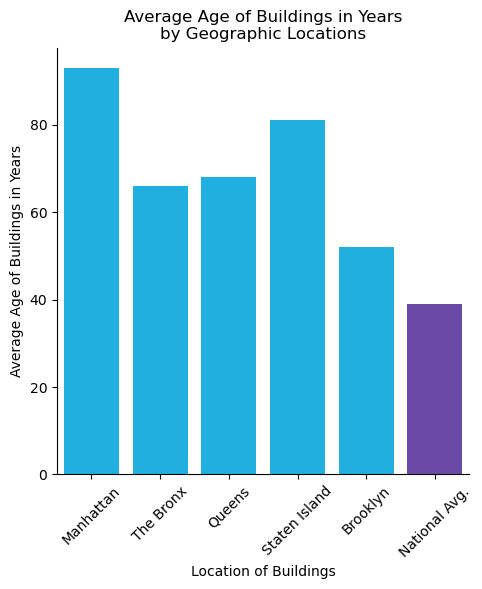 Average Age of Buildings in Years
by Geographic Locations
Average Age of Buildings in Years
80
60
40
20
0
Manhattan
The Bronx
Queens
Staten Island
Brooklyn
National Avg.
Location of Buildings